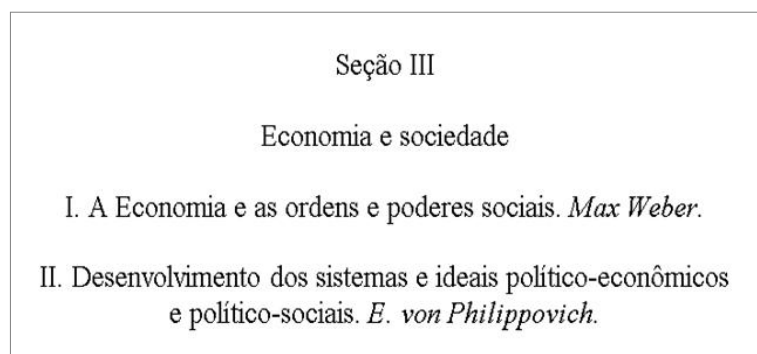 Seção III
Economia e sociedade
I. A Economia e as ordens e poderes sociais. Max Weber.
II. Desenvolvimento dos sistemas e ideais político-econômicos
e político-sociais. E. von Philippovich.